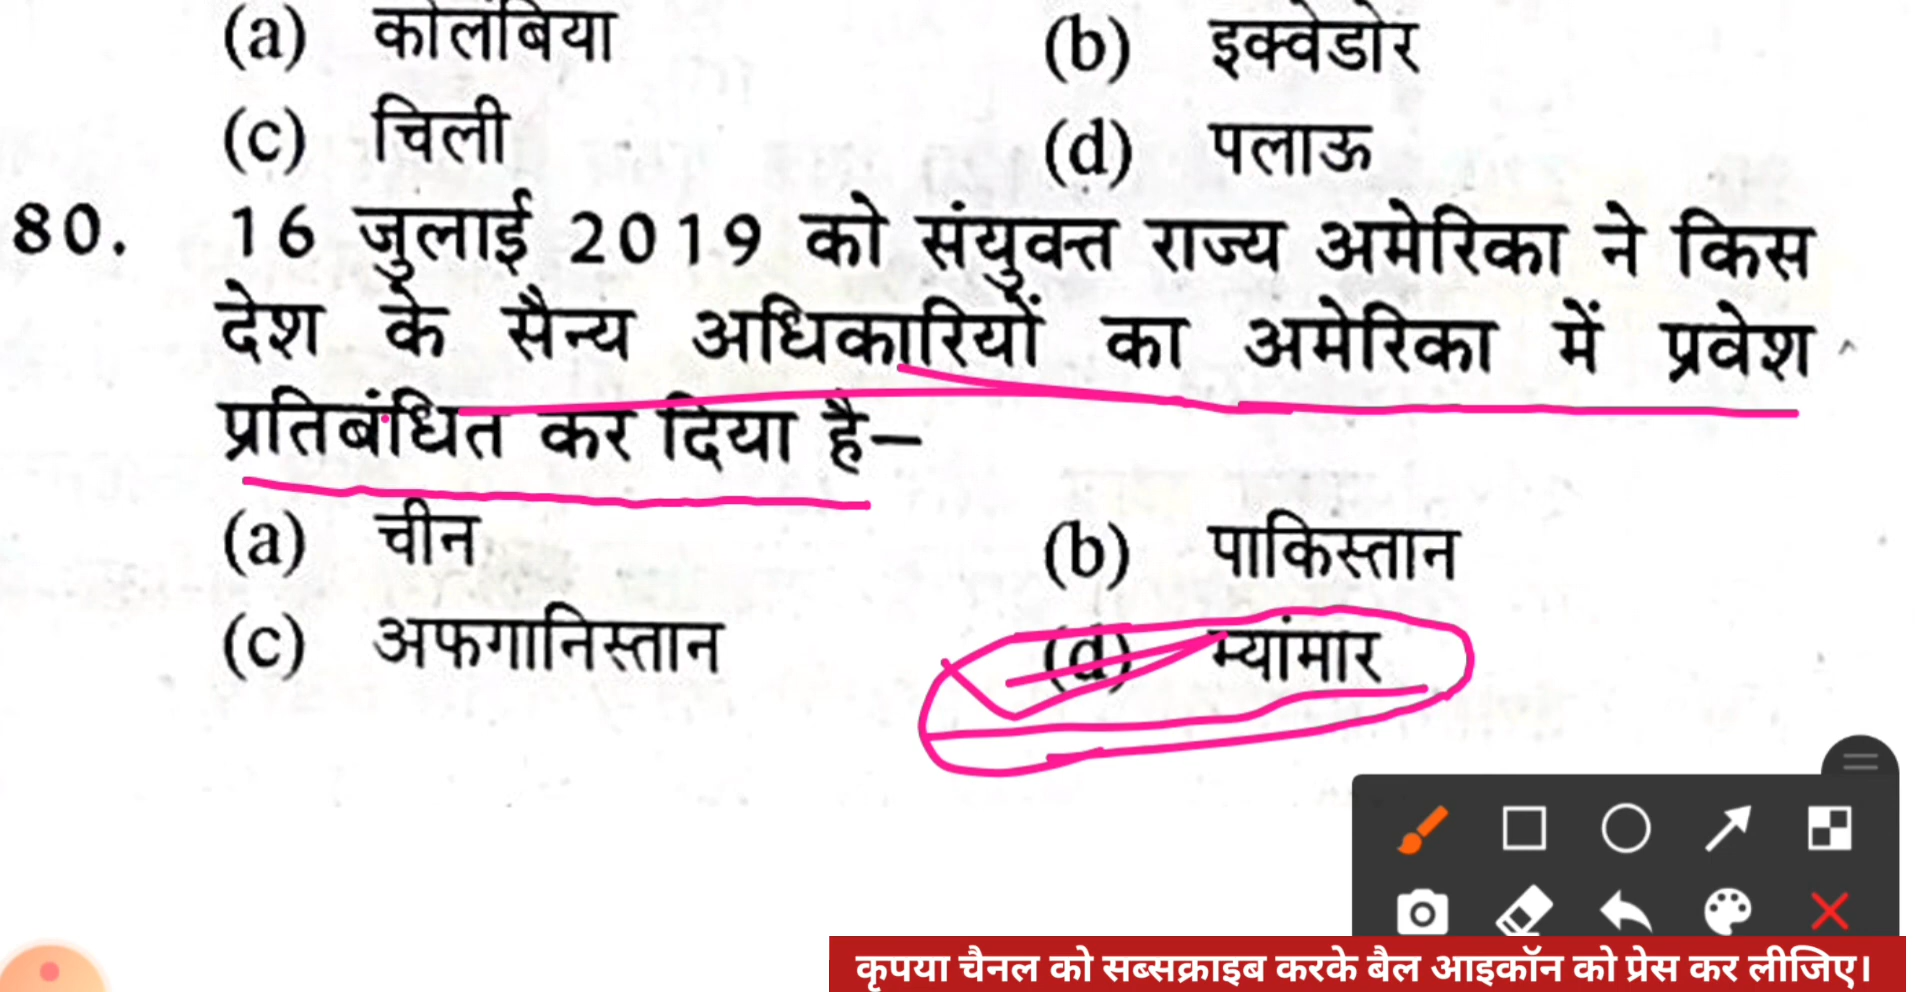 (a) कोलंबिया (b) इक्वेडोर
(c) चिली (d) पलाऊ
80. 16 जुलाई 2019 को संयुक्त राज्य अमेरिका ने किस
देश के सैन्य अधिकारियों का अमेरिका में प्रवेश
प्रतिबंधित कर दिया है–
(a) चीन (b) पाकिस्तान
(c) अफगानिस्तान (d) म्यांमार
कृपया चैनल को सब्सक्राइब करके बैल आइकॉन को प्रेस कर लीजिए।